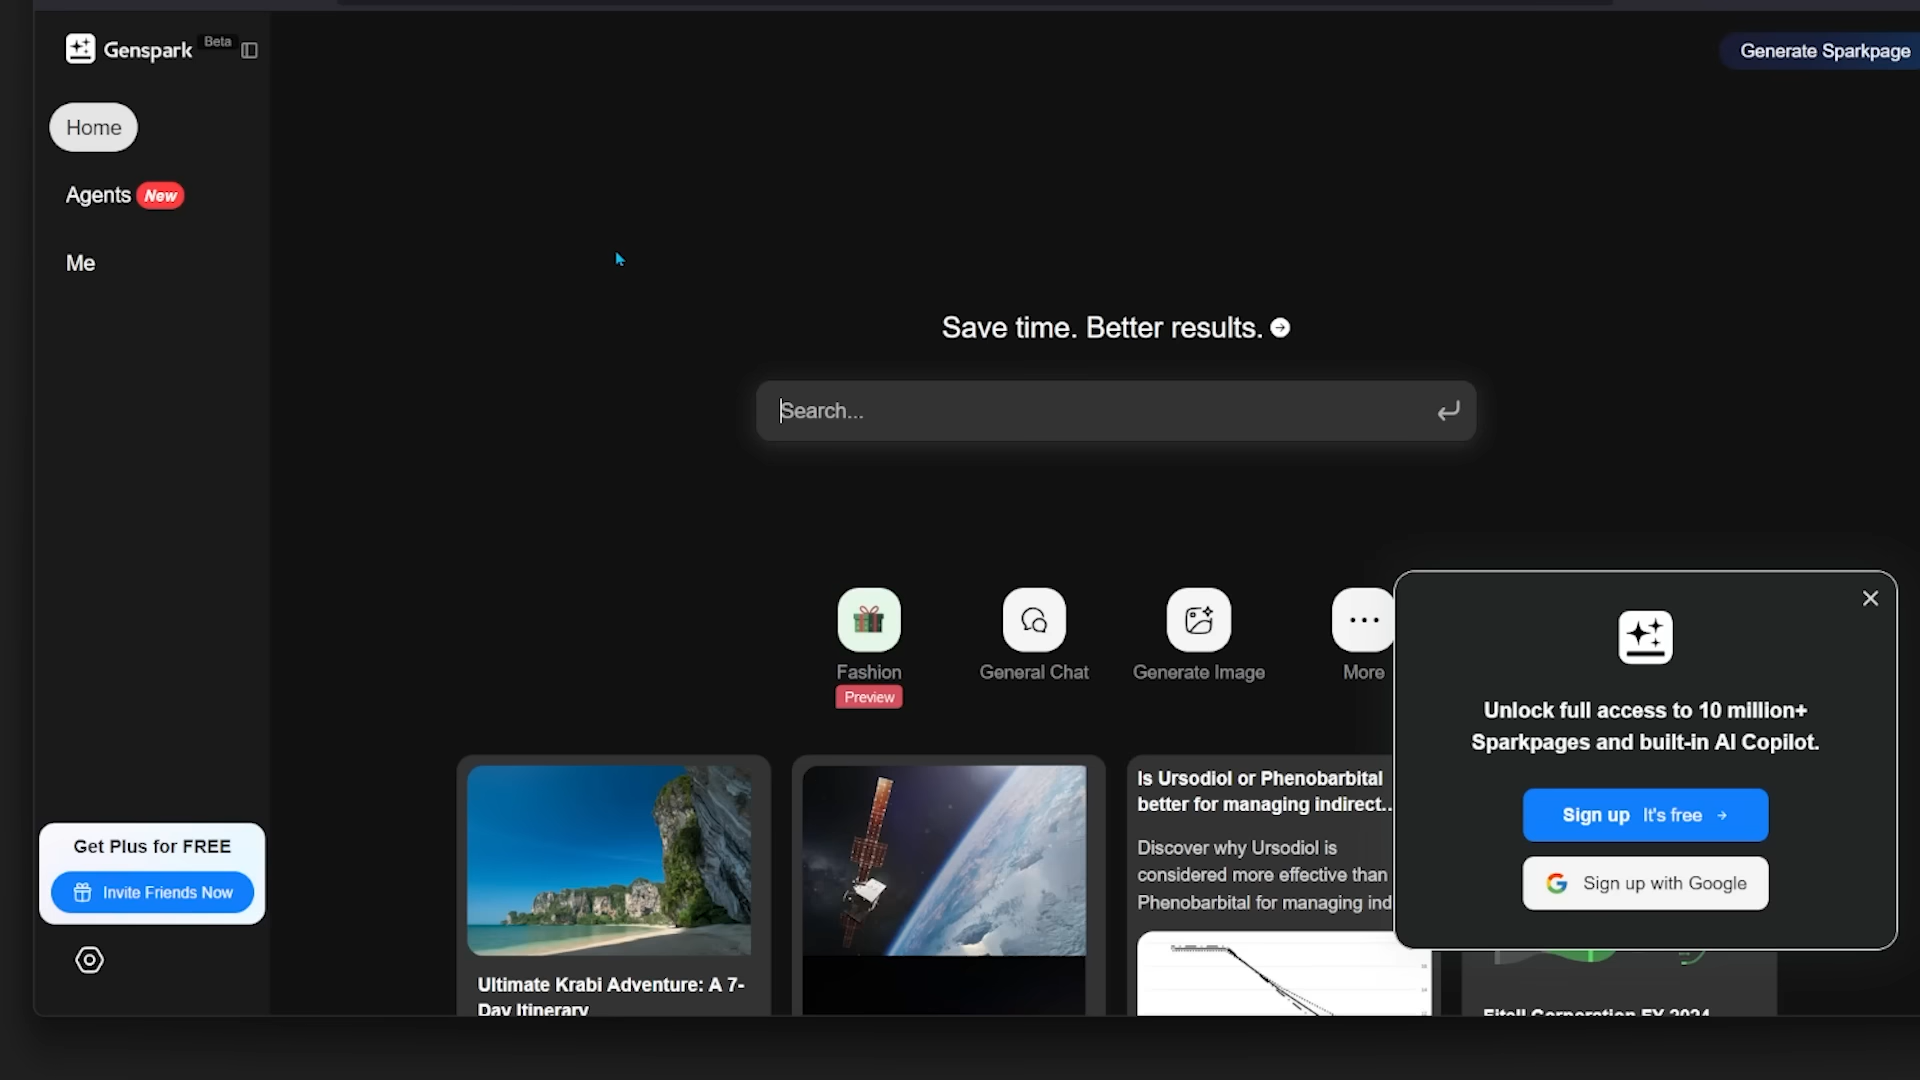 Genspark Beta
Generate Sparkpage
Home
Agents New
Me
Save time. Better results.
Search...
Fashion
Preview
General Chat
Generate Image
More
Unlock full access to 10 million+
Sparkpages and built-in AI Copilot.
Sign up It's free
Sign up with Google
Get Plus for FREE
Invite Friends Now
Ultimate Krabi Adventure: A 7-
Day Itinerary
Is Ursodiol or Phenobarbital
better for managing indirect...
Discover why Ursodiol is
considered more effective than
Phenobarbital for managing ind
Corporation FY 2024